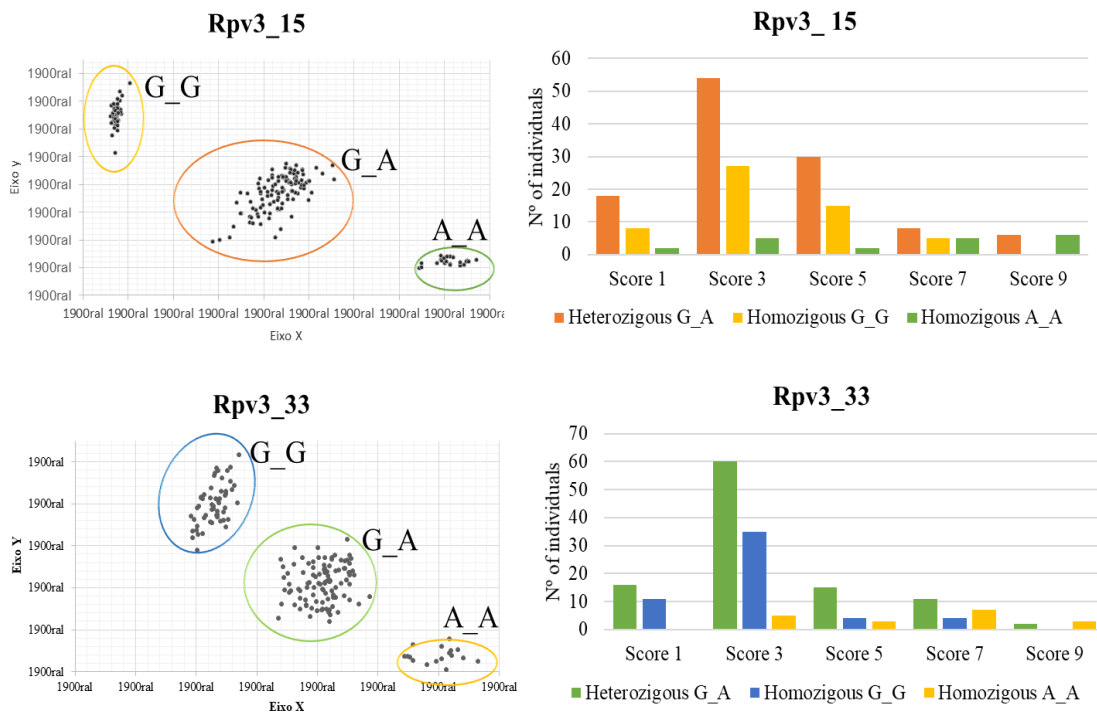 Rpv3_15
1900ral
1900ral
1900ral
1900ral
1900ral
1900ral
1900ral
1900ral
1900ral
Eixo y
G_G
G_A
A_A
1900ral 1900ral 1900ral 1900ral 1900ral 1900ral 1900ral 1900ral 1900ral 1900ra
Eixo X
Rpv3_ 15
60
50
40
30
20
10
0
Nº of individuals
Score 1 Score 3 Score 5 Score 7 Score 9
Heterozigous G_A Homozigous G_G Homozigous A_A
Rpv3_33
1900ral
1900ral
1900ral
1900ral
1900ral
1900ral
Eixo Y
G_G
G_A
A_A
1900ral 1900ral 1900ral 1900ral 1900ral 1900ral 1900ral 1900ral
Eixo X
Rpv3_33
70
60
50
40
30
20
10
0
Nº of individuals
Score 1 Score 3 Score 5 Score 7 Score 9
Heterozigous G_A Homozigous G_G Homozigous A_A